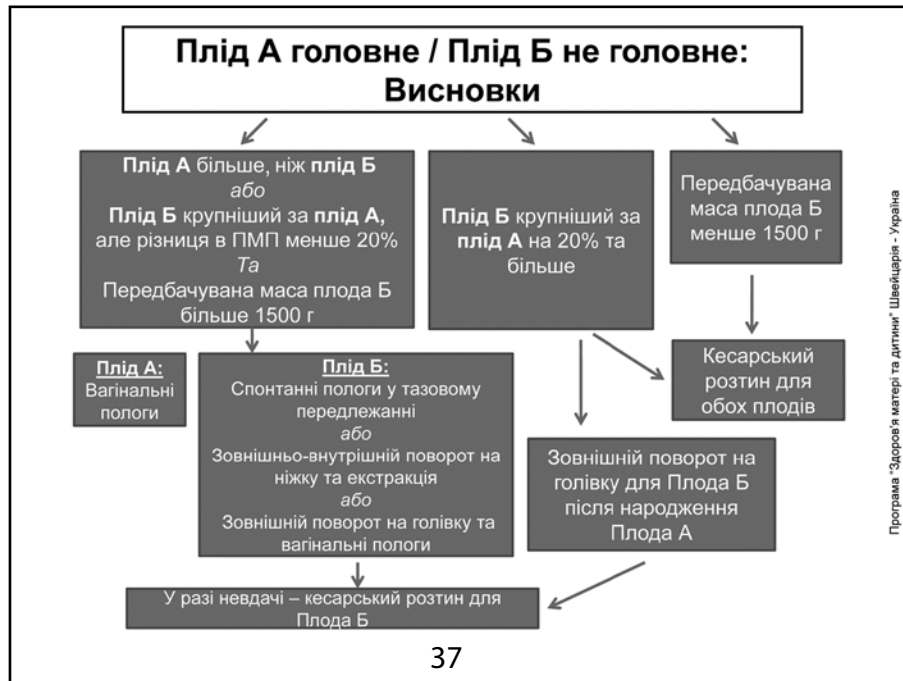 Плід А головне / Плід Б не головне:
Висновки
Плід А більше, ніж плід Б
або
Плід Б крупніший за плід А,
але різниця в ПМП менше 20%
Та
Передбачувана маса плода Б
більше 1500 г
Плід Б крупніший за
плід А на 20% та
більше
Передбачувана
маса плода Б
менше 1500 г
Плід А:
Вагінальні
пологи
Плід Б:
Спонтанні пологи у тазовому
передлежанні
або
Зовнішньо-внутрішній поворот на
ніжку та екстракція
або
Зовнішній поворот на голівку та
вагінальні пологи
Кесарський
розтин для
обох плодів
Зовнішній поворот на
голівку для Плода Б
після народження
Плода А
У разі невдачі – кесарський розтин для
Плода Б
37
Програма "Здоров'я матері та дитини" Швейцарія - Україна